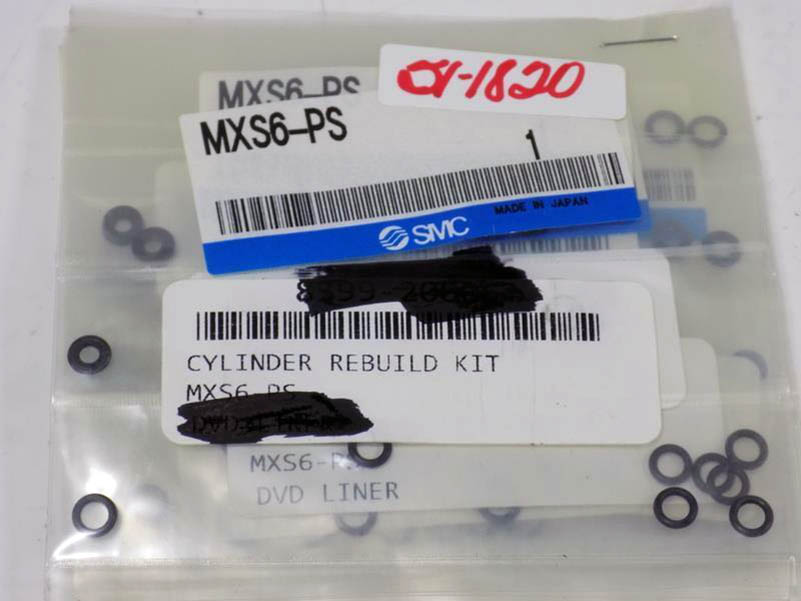 01-1820
MXS6-PS
MXS6-PS
1
MADE IN JAPAN
SMC
CYLINDER REBUILD KIT
MXS6-PS
MXS6-PS
DVD LINER